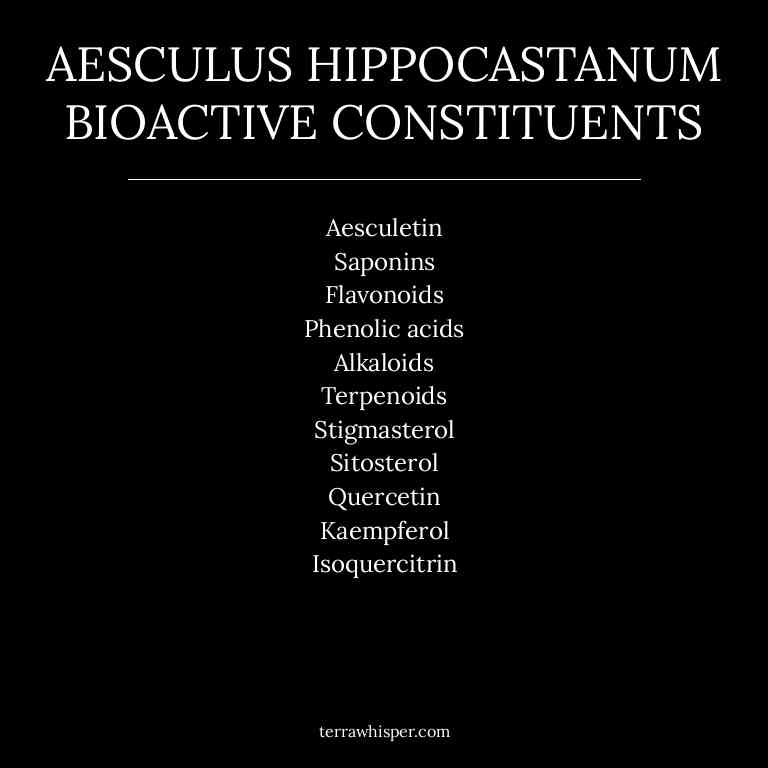 AESCULUS HIPPOCASTANUM
BIOACTIVE CONSTITUENTS
Aesculetin
Saponins
Flavonoids
Phenolic acids
Alkaloids
Terpenoids
Stigmasterol
Sitosterol
Quercetin
Kaempferol
Isoquercitrin
terrawhisper.com